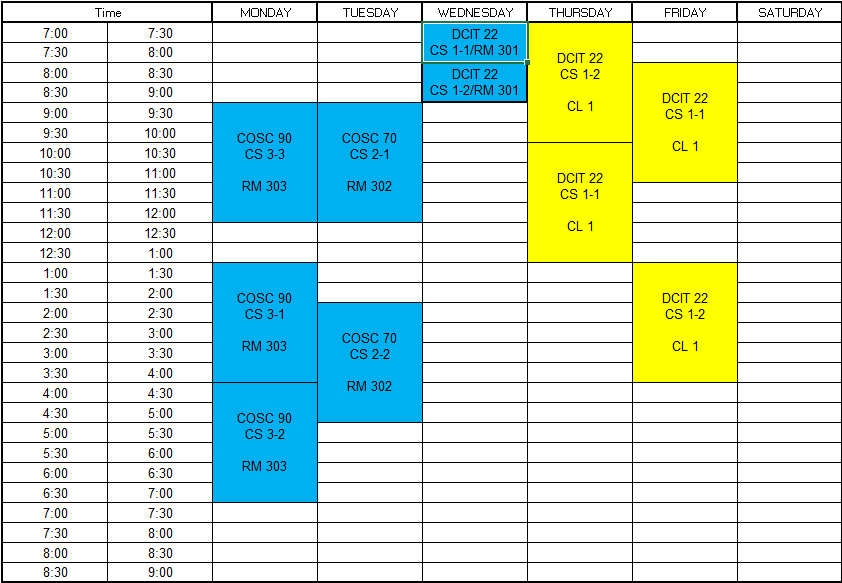 Time MONDAY TUESDAY WEDNESDAY THURSDAY FRIDAY SATURDAY
7:00 7:30
7:30 8:00
8:00 8:30
8:30 9:00
9:00 9:30
9:30 10:00
10:00 10:30
10:30 11:00
11:00 11:30
11:30 12:00
12:00 12:30
12:30 1:00
1:00 1:30
1:30 2:00
2:00 2:30
2:30 3:00
3:00 3:30
3:30 4:00
4:00 4:30
4:30 5:00
5:00 5:30
5:30 6:00
6:00 6:30
6:30 7:00
7:00 7:30
7:30 8:00
8:00 8:30
8:30 9:00
COSC 90
CS 3-3
RM 303
COSC 90
CS 3-1
RM 303
COSC 90
CS 3-2
RM 303
COSC 70
CS 2-1
RM 302
COSC 70
CS 2-2
RM 302
DCIT 22
CS 1-1/RM 301
DCIT 22
CS 1-2/RM 301
DCIT 22
CS 1-2
CL 1
DCIT 22
CS 1-1
CL 1
DCIT 22
CS 1-1
CL 1
DCIT 22
CS 1-2
CL 1